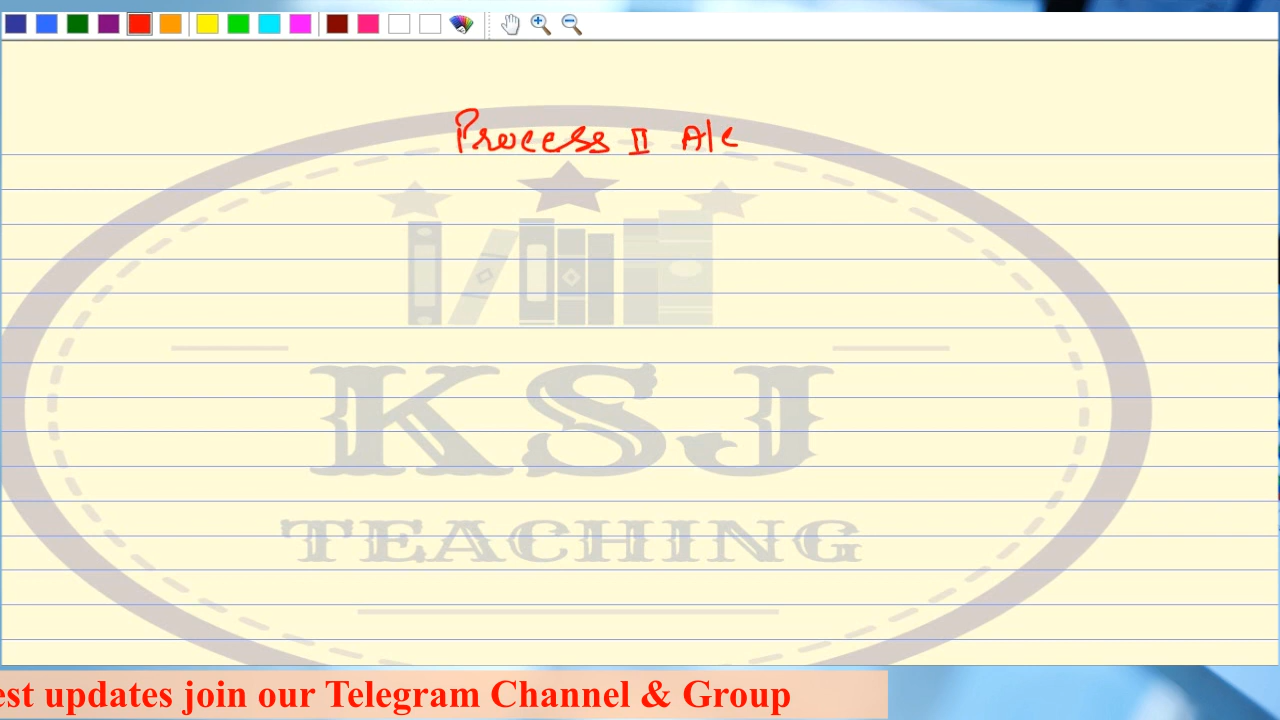 Process II A/c
KSJ
TEACHING
est updates join our Telegram Channel & Group